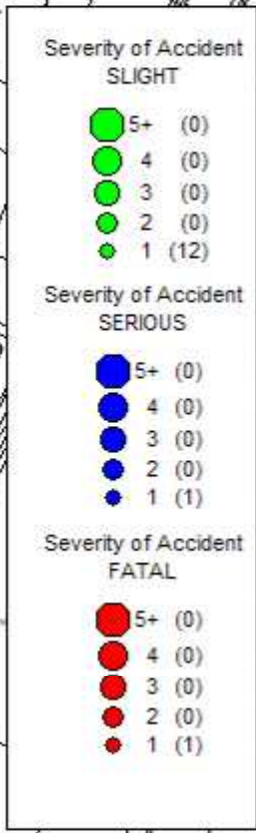 Severity of Accident
SLIGHT
5+ (0)
4 (0)
3 (0)
2 (0)
1 (12)
Severity of Accident
SERIOUS
5+ (0)
4 (0)
3 (0)
2 (0)
1 (1)
Severity of Accident
FATAL
5+ (0)
4 (0)
3 (0)
2 (0)
1 (1)